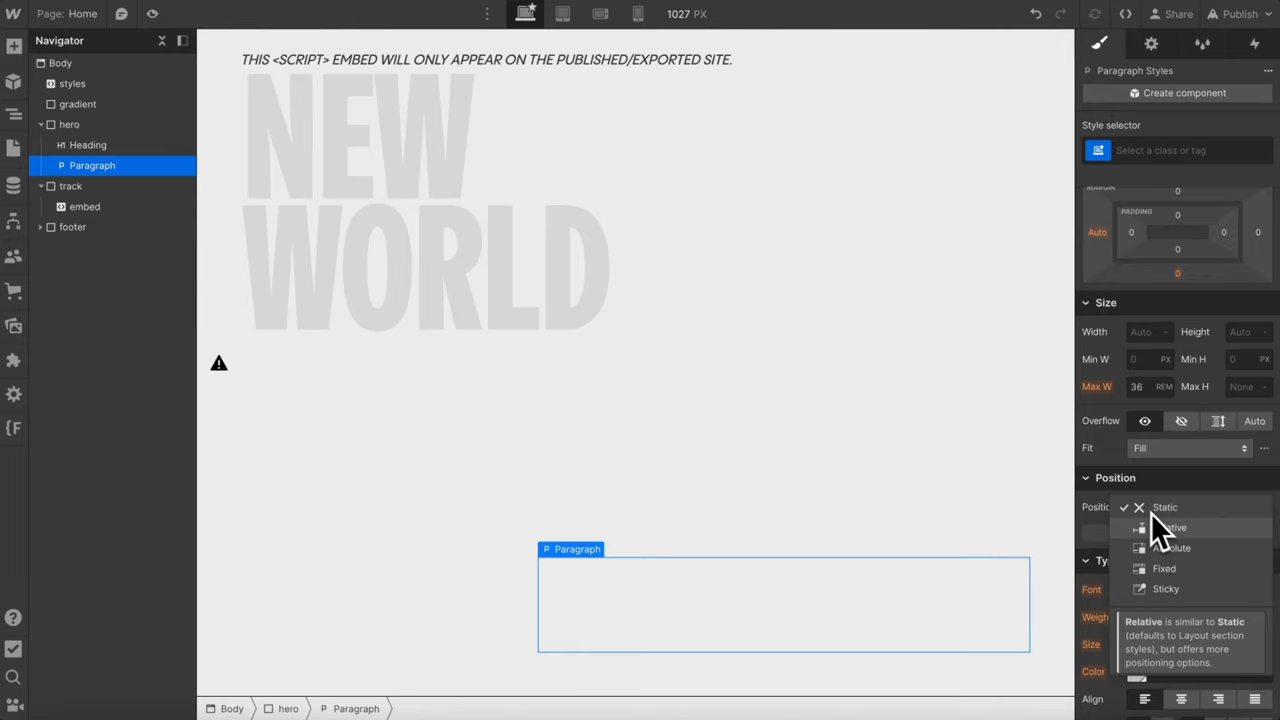 Page: Home
1027 PX
Share
Publish
Navigator
Body
styles
gradient
hero
H1 Heading
P Paragraph
track
embed
footer
THIS <SCRIPT> EMBED WILL ONLY APPEAR ON THE PUBLISHED/EXPORTED SITE.
NEW
WORLD
P Paragraph
Body
hero
P Paragraph
P Paragraph Styles
Create component
Style selector
Select a class or tag
MARGIN
0
PADDING
0
Auto 0 0 0
0
0
Size
Width Auto - Height Auto -
Min W 0 PX Min H 0 PX
Max W 36 REM Max H None -
Overflow Auto
Fit Fill
Position
Static
Fixed
Sticky
Font
Size
Color
Relative is similar to Static
(defaults to Layout section
styles), but offers more
positioning options.
Align